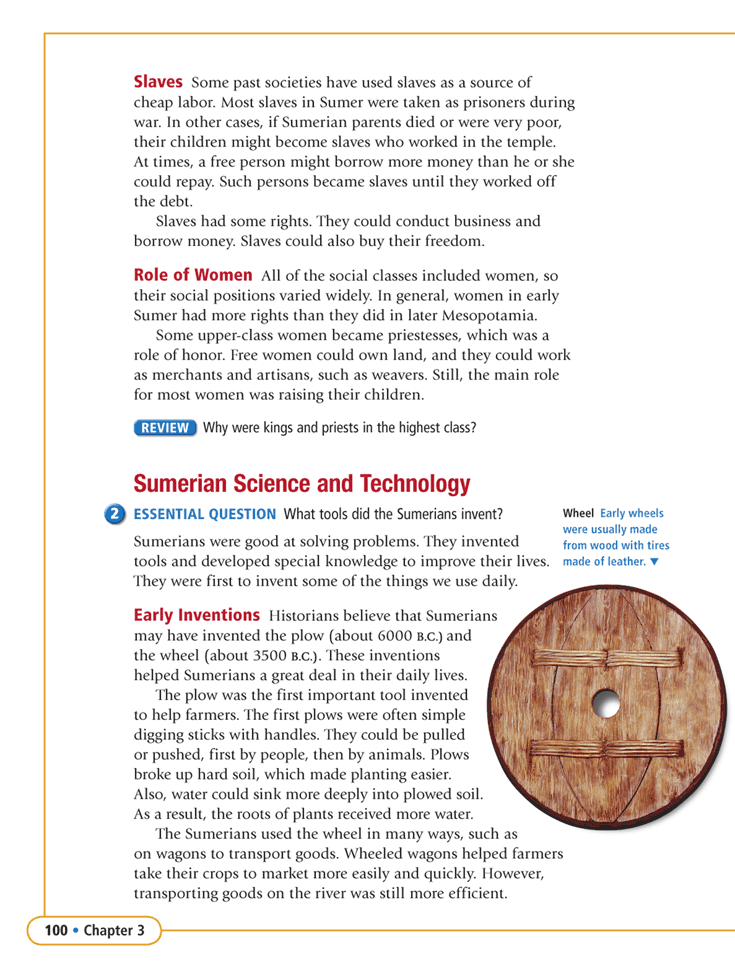 Slaves Some past societies have used slaves as a source of
cheap labor. Most slaves in Sumer were taken as prisoners during
war. In other cases, if Sumerian parents died or were very poor,
their children might become slaves who worked in the temple.
At times, a free person might borrow more money than he or she
could repay. Such persons became slaves until they worked off
the debt.
Slaves had some rights. They could conduct business and
borrow money. Slaves could also buy their freedom.
Role of Women All of the social classes included women, so
their social positions varied widely. In general, women in early
Sumer had more rights than they did in later Mesopotamia.
Some upper-class women became priestesses, which was a
role of honor. Free women could own land, and they could work
as merchants and artisans, such as weavers. Still, the main role
for most women was raising their children.
REVIEW Why were kings and priests in the highest class?
Sumerian Science and Technology
2 ESSENTIAL QUESTION What tools did the Sumerians invent?
Sumerians were good at solving problems. They invented
tools and developed special knowledge to improve their lives.
They were first to invent some of the things we use daily.
Wheel Early wheels
were usually made
from wood with tires
made of leather. ▼
Early Inventions Historians believe that Sumerians
may have invented the plow (about 6000 B.C.) and
the wheel (about 3500 B.C.). These inventions
helped Sumerians a great deal in their daily lives.
The plow was the first important tool invented
to help farmers. The first plows were often simple
digging sticks with handles. They could be pulled
or pushed, first by people, then by animals. Plows
broke up hard soil, which made planting easier.
Also, water could sink more deeply into plowed soil.
As a result, the roots of plants received more water.
The Sumerians used the wheel in many ways, such as
on wagons to transport goods. Wheeled wagons helped farmers
take their crops to market more easily and quickly. However,
transporting goods on the river was still more efficient.
100 • Chapter 3